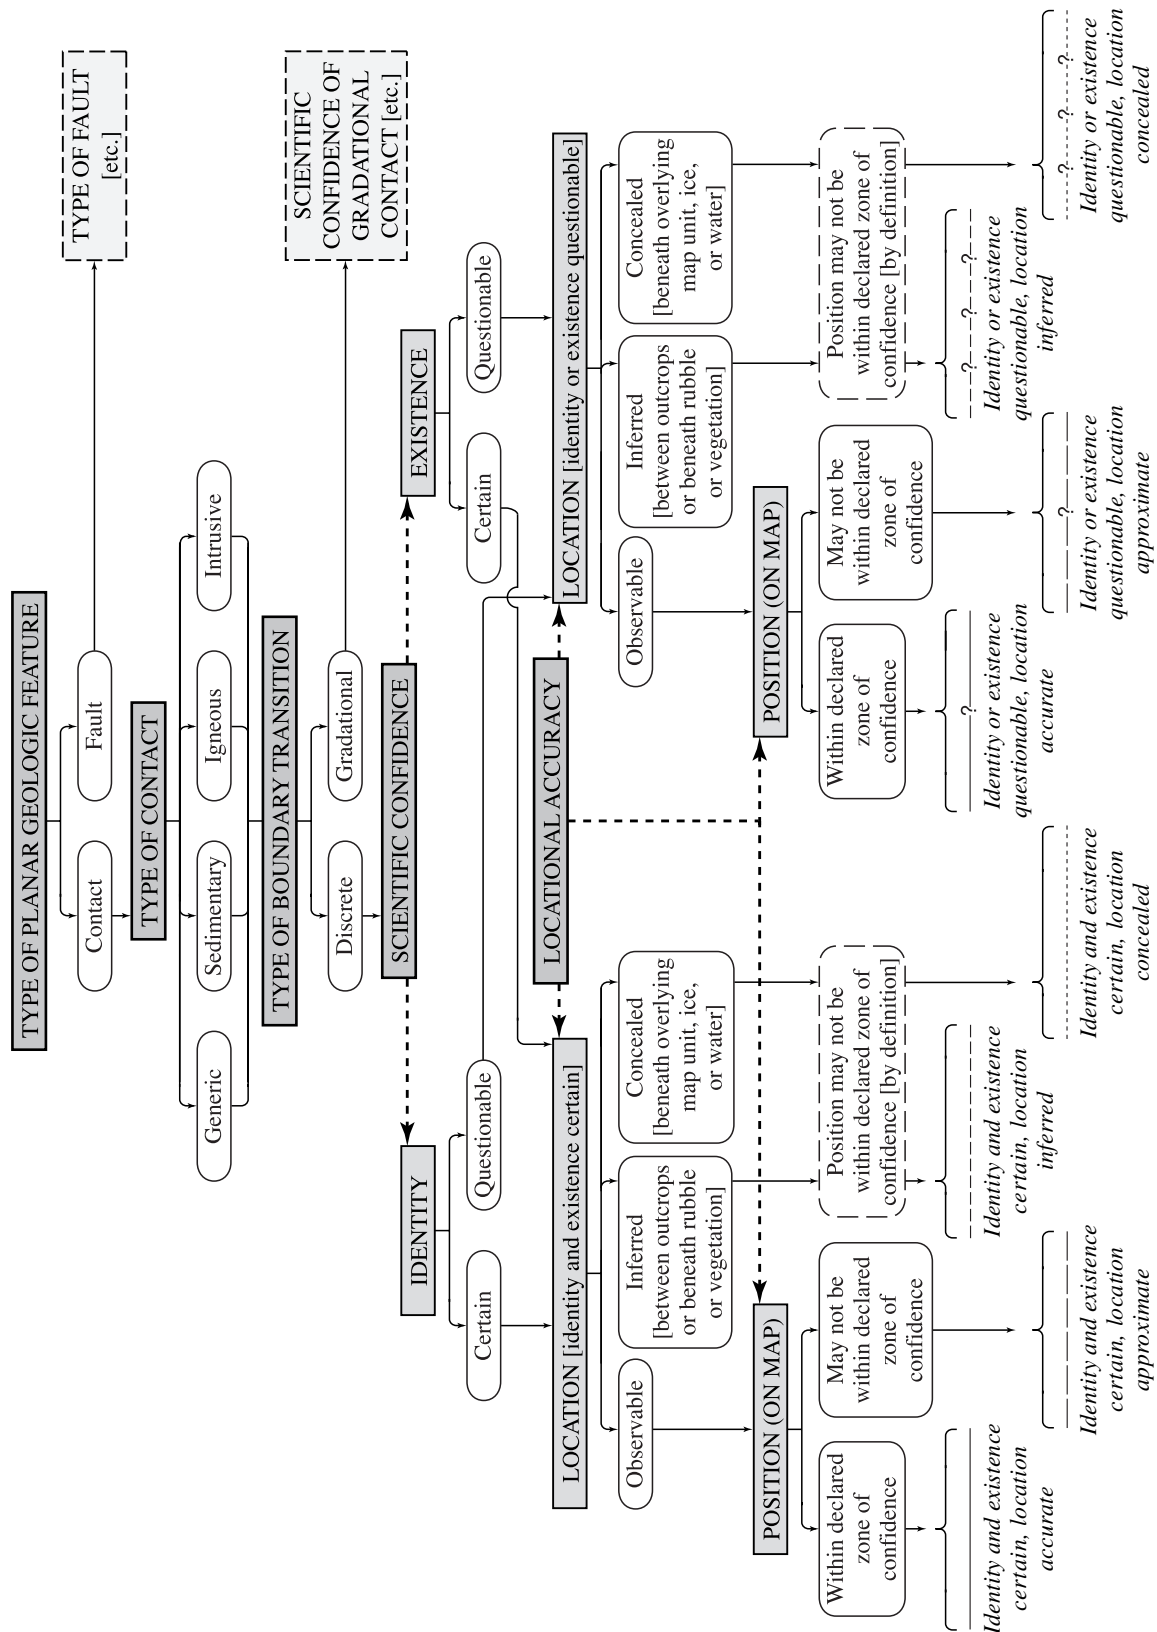 TYPE OF PLANAR GEOLOGIC FEATURE
Contact
Fault
TYPE OF FAULT
[etc.]
TYPE OF CONTACT
Generic
Sedimentary
Igneous
Intrusive
TYPE OF BOUNDARY TRANSITION
Discrete
Gradational
SCIENTIFIC
CONFIDENCE OF
GRADATIONAL
CONTACT [etc.]
SCIENTIFIC CONFIDENCE
IDENTITY
EXISTENCE
Certain
Questionable
Certain
Questionable
LOCATIONAL ACCURACY
LOCATION [identity and existence certain]
LOCATION [identity or existence questionable]
Observable
Inferred
[between outcrops
or beneath rubble
or vegetation]
Concealed
[beneath overlying
map unit, ice,
or water]
Observable
Inferred
[between outcrops
or beneath rubble
or vegetation]
Concealed
[beneath overlying
map unit, ice,
or water]
POSITION (ON MAP)
POSITION (ON MAP)
Within declared
zone of
confidence
May not be
within declared
zone of
confidence
Position may not be
within declared zone of
confidence [by definition]
Within declared
zone of
confidence
May not be
within declared
zone of
confidence
Position may not be
within declared zone of
confidence [by definition]
Identity and existence
certain, location
accurate
Identity and existence
certain, location
approximate
Identity and existence
certain, location
inferred
Identity and existence
certain, location
concealed
?
Identity or existence
questionable, location
accurate
?
Identity or existence
questionable, location
approximate
? ? ?
Identity or existence
questionable, location
inferred
? ? ?
Identity or existence
questionable, location
concealed